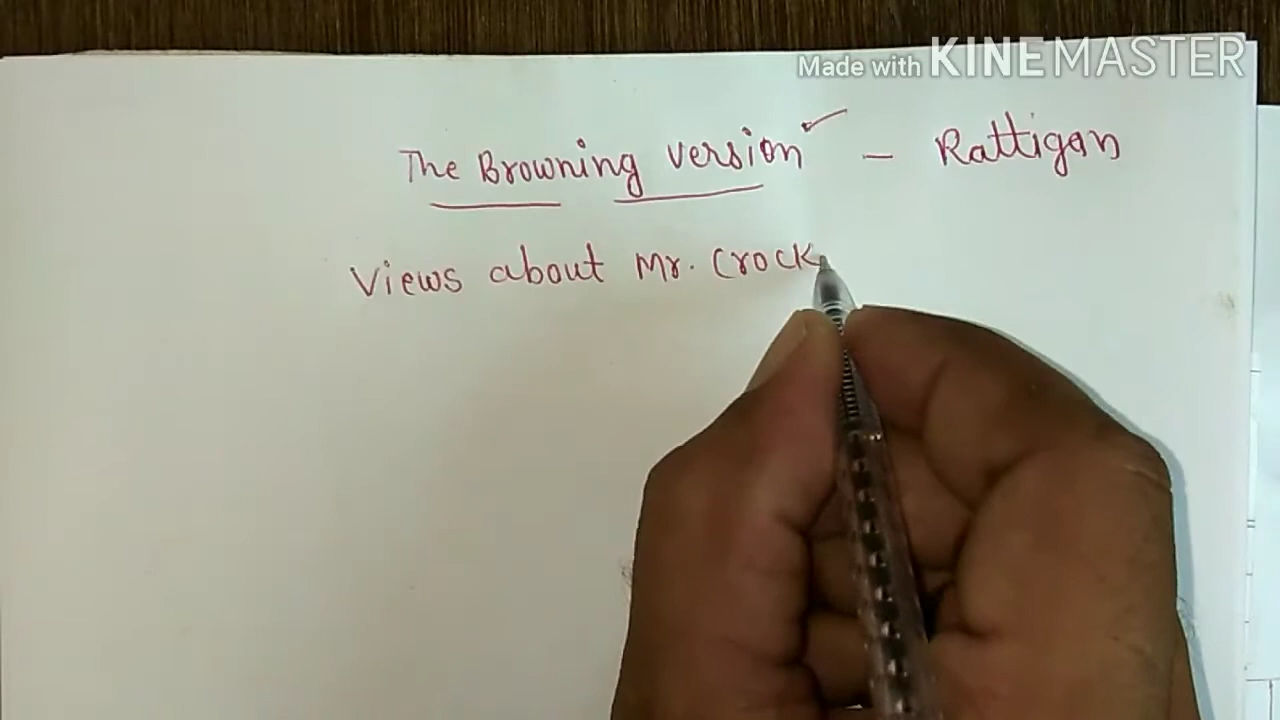 Made with KINEMASTER
The Browning Version - Rattigan
Views about Mr. Crock